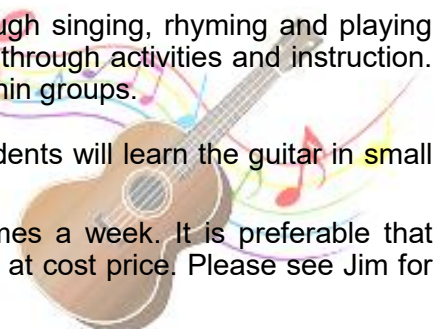 ugh singing, rhyming and playing
through activities and instruction.
hin groups.
dents will learn the guitar in small
mes a week. It is preferable that
at cost price. Please see Jim for